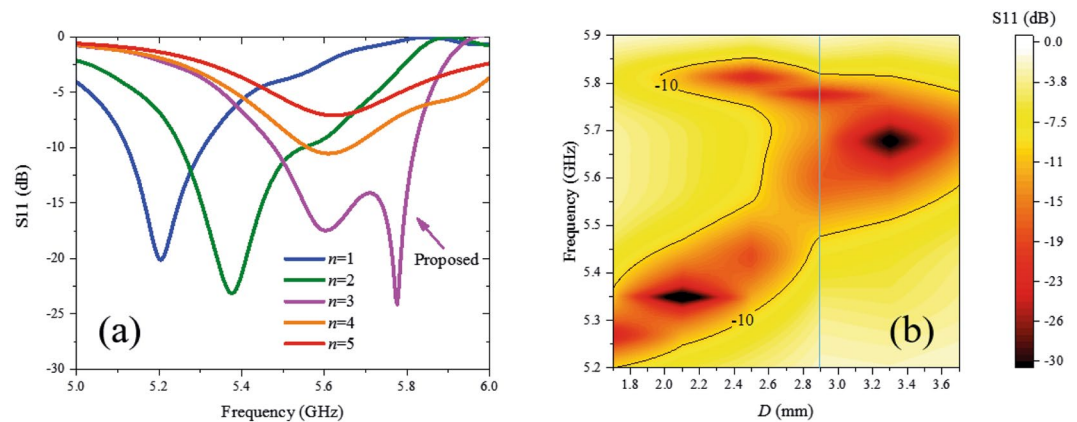 0
-5
-10
-15
-20
-25
-30
S11 (dB)
5.0 5.2 5.4 5.6 5.8 6.0
Frequency (GHz)
n=1
n=2
n=3
n=4
n=5
Proposed
(a)
5.9
5.8
5.7
5.6
5.5
5.4
5.3
5.2
Frequency (GHz)
1.8 2.0 2.2 2.4 2.6 2.8 3.0 3.2 3.4 3.6
D (mm)
-10
-10
(b)
S11 (dB)
0.0
-3.8
-7.5
-11
-15
-19
-23
-26
-30